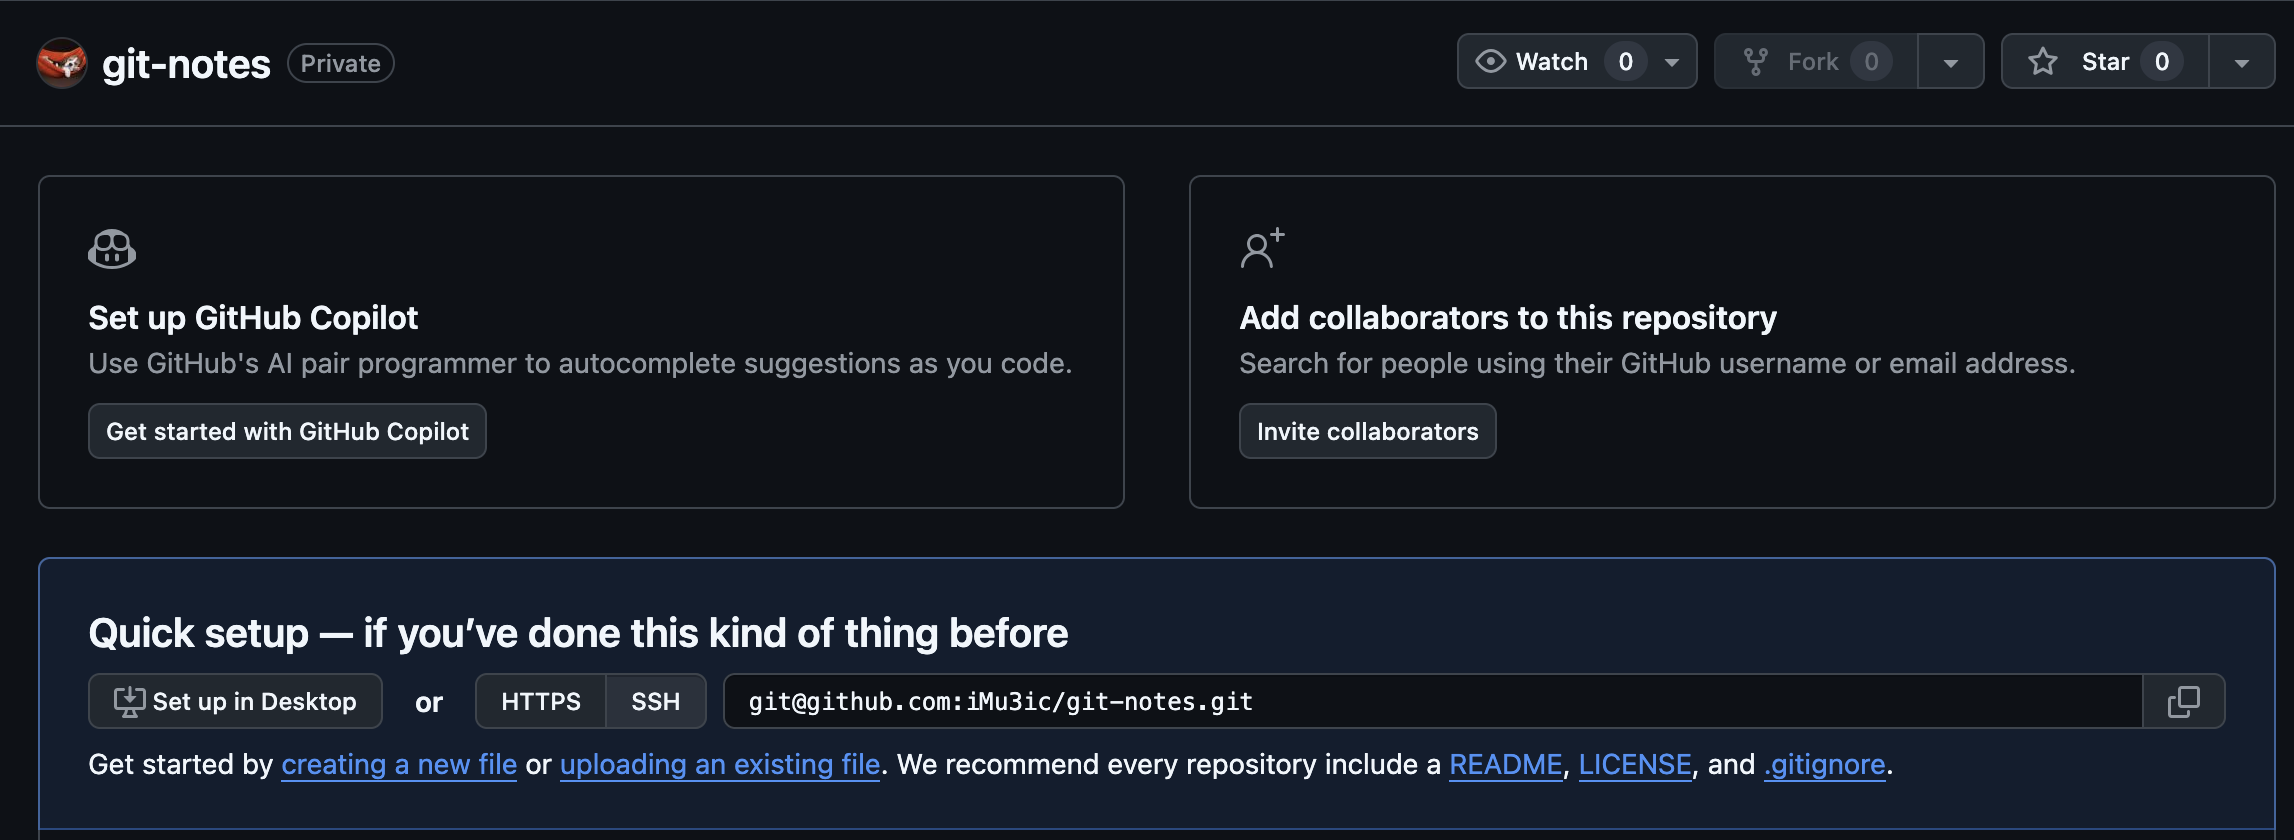 git-notes Private Watch 0 Fork 0 Star 0
Set up GitHub Copilot
Use GitHub's AI pair programmer to autocomplete suggestions as you code.
Get started with GitHub Copilot
Add collaborators to this repository
Search for people using their GitHub username or email address.
Invite collaborators
Quick setup — if you’ve done this kind of thing before
Set up in Desktop or HTTPS SSH git@github.com:iMu3ic/git-notes.git
Get started by creating a new file or uploading an existing file. We recommend every repository include a README, LICENSE, and .gitignore.